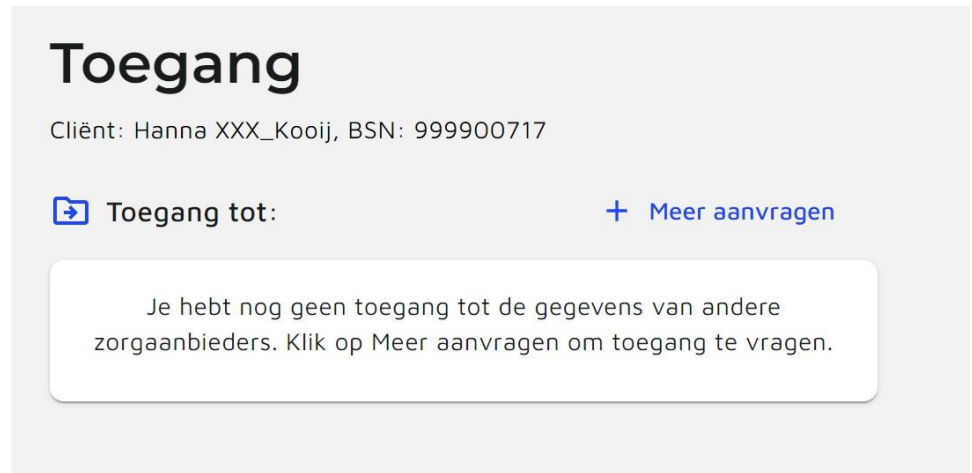 Toegang
Cliënt: Hanna XXX_Kooij, BSN: 999900717
Toegang tot:
+ Meer aanvragen
Je hebt nog geen toegang tot de gegevens van andere
zorgaanbieders. Klik op Meer aanvragen om toegang te vragen.